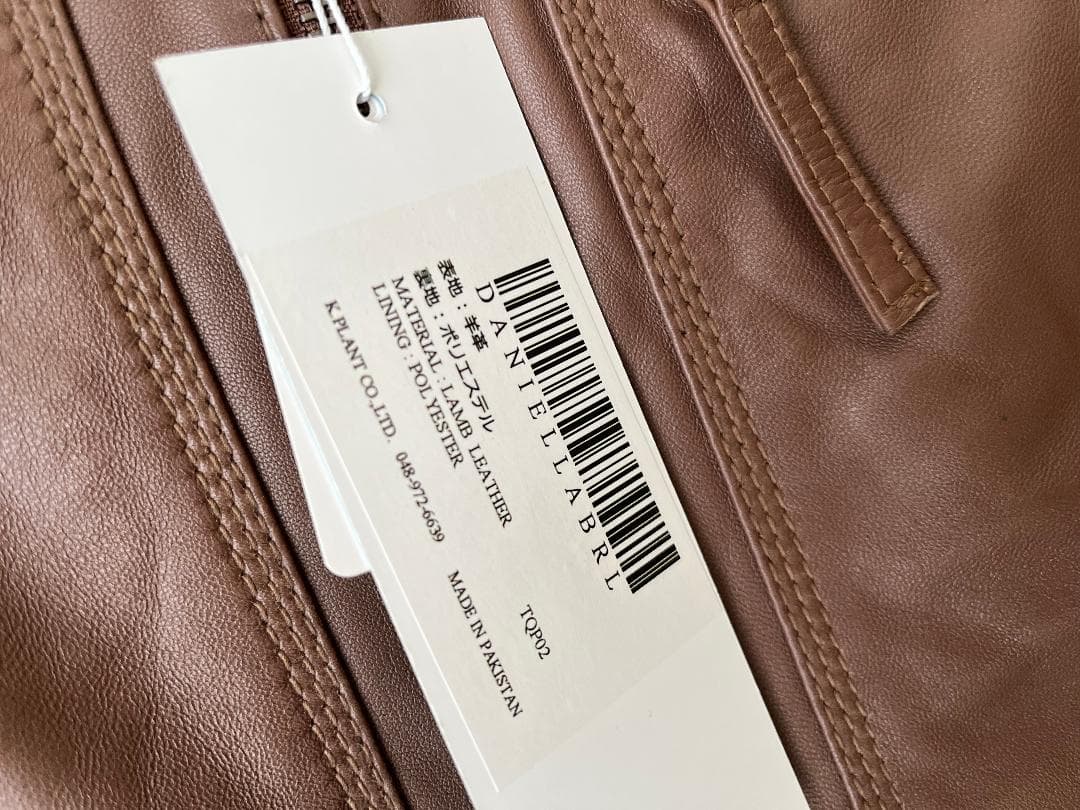 DANIELLABRL
表地：羊革
裏地：ポリエステル
MATERIAL : LAMB LEATHER
LINING : POLYESTER
TQP02
K.PLANT CO.,LTD. 048-972-6639
MADE IN PAKISTAN